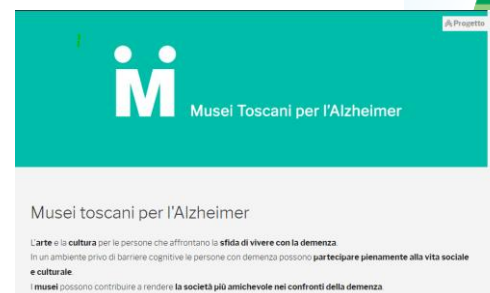 Progetto
M
Musei Toscani per l'Alzheimer
Musei toscani per l'Alzheimer
L'arte e la cultura per le persone che affrontano la sfida di vivere con la demenza.
In un ambiente privo di barriere cognitive le persone con demenza possono partecipare pienamente alla vita sociale
e culturale.
I musei possono contribuire a rendere la società più amichevole nei confronti della demenza.